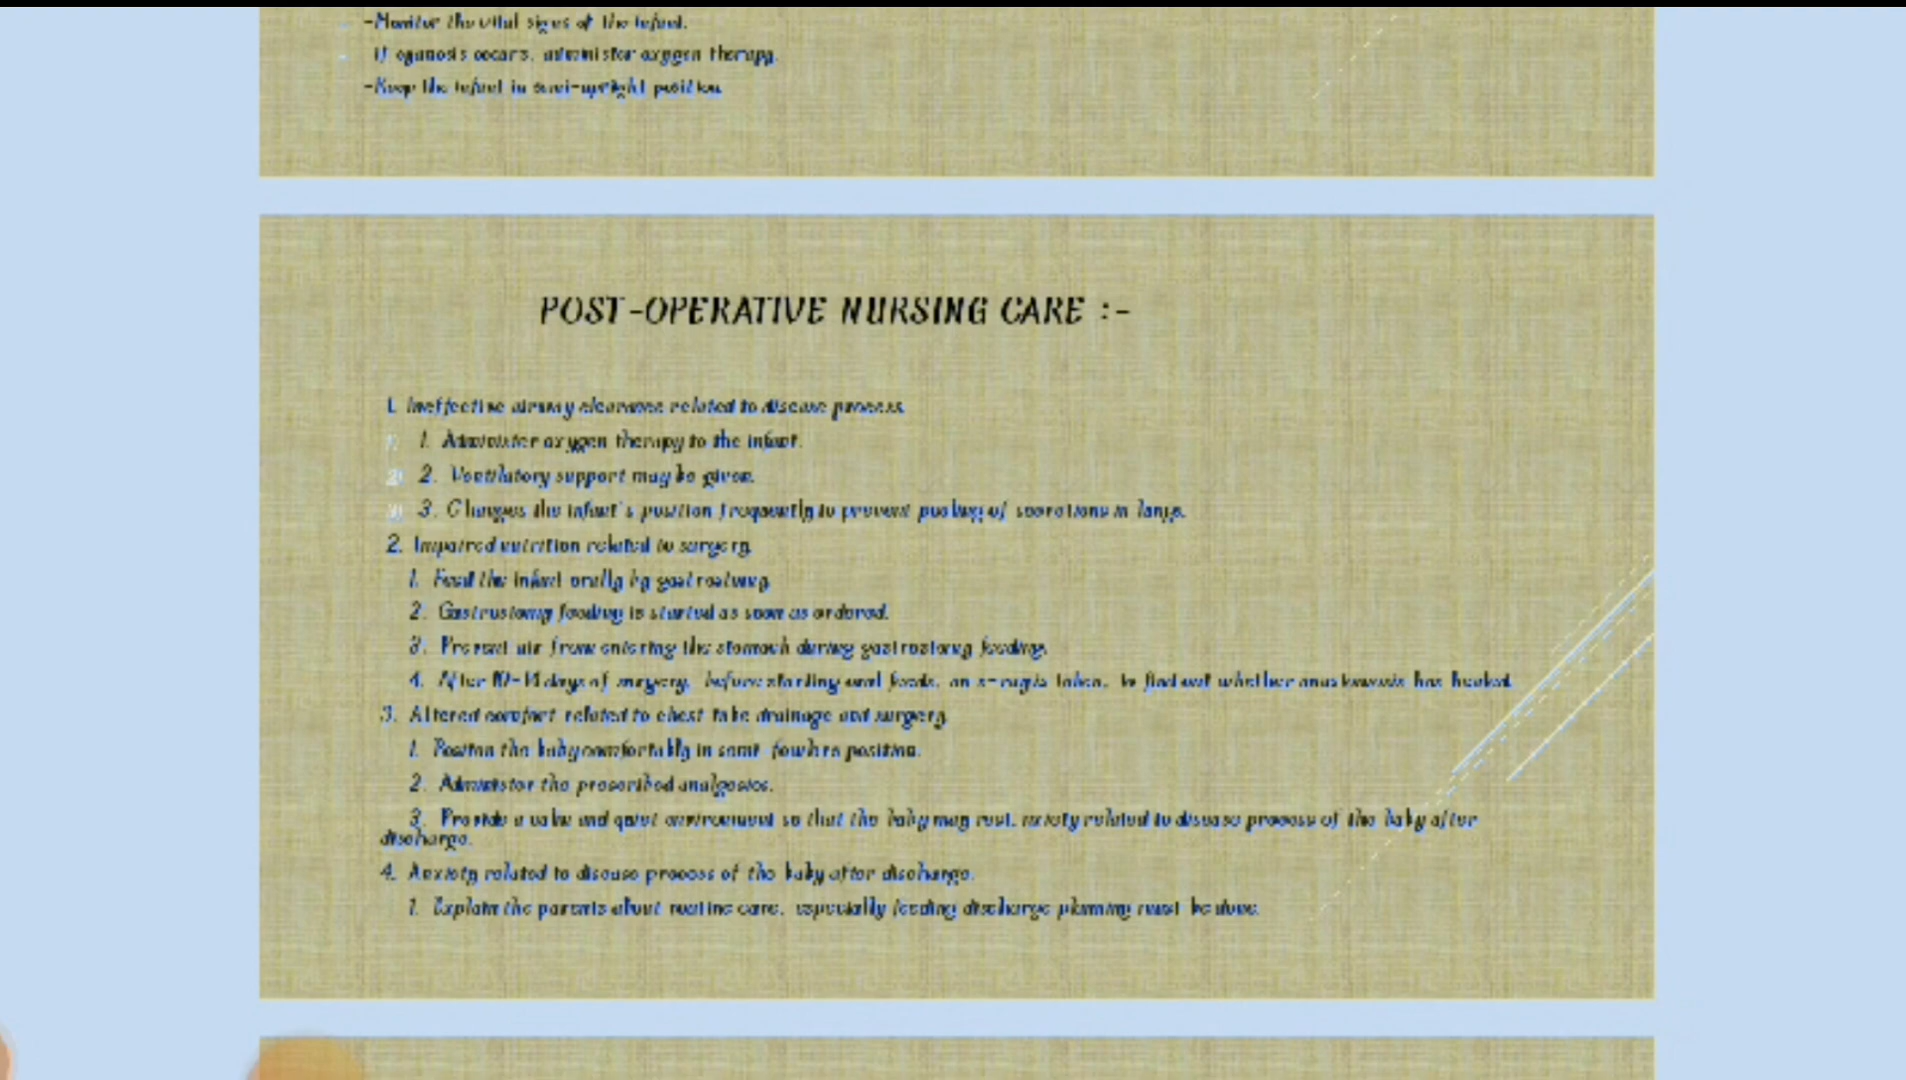 -Monitor the vital signs of the infant.
If cyanosis occurs, administer oxygen therapy.
-Keep the infant in semi-upright position.
POST-OPERATIVE NURSING CARE :-
1. Ineffective airway clearance related to disease process.
1. Administer oxygen therapy to the infant.
2. Ventilatory support may be given.
3. Changes the infant's position frequently to prevent pooling of secretions in lungs.
2. Impaired nutrition related to surgery.
1. Feed the infant orally by gastrostomy.
2. Gastrostomy feeding is started as soon as ordered.
3. Prevent air from entering the stomach during gastrostomy feeding.
4. After 10-14 days of surgery, before starting oral feeds, an x-ray is taken, to find out whether anastomosis has healed.
3. Altered comfort related to chest tube drainage and surgery.
1. Position the baby comfortably in semi fowlers position.
2. Administer the prescribed analgesics.
3. Provide a calm and quiet environment so that the baby may rest. related to disease process of the baby after
discharge.
4. Anxiety related to disease process of the baby after discharge.
1. Explain the parents about routine care, especially feeding discharge planning must be done.